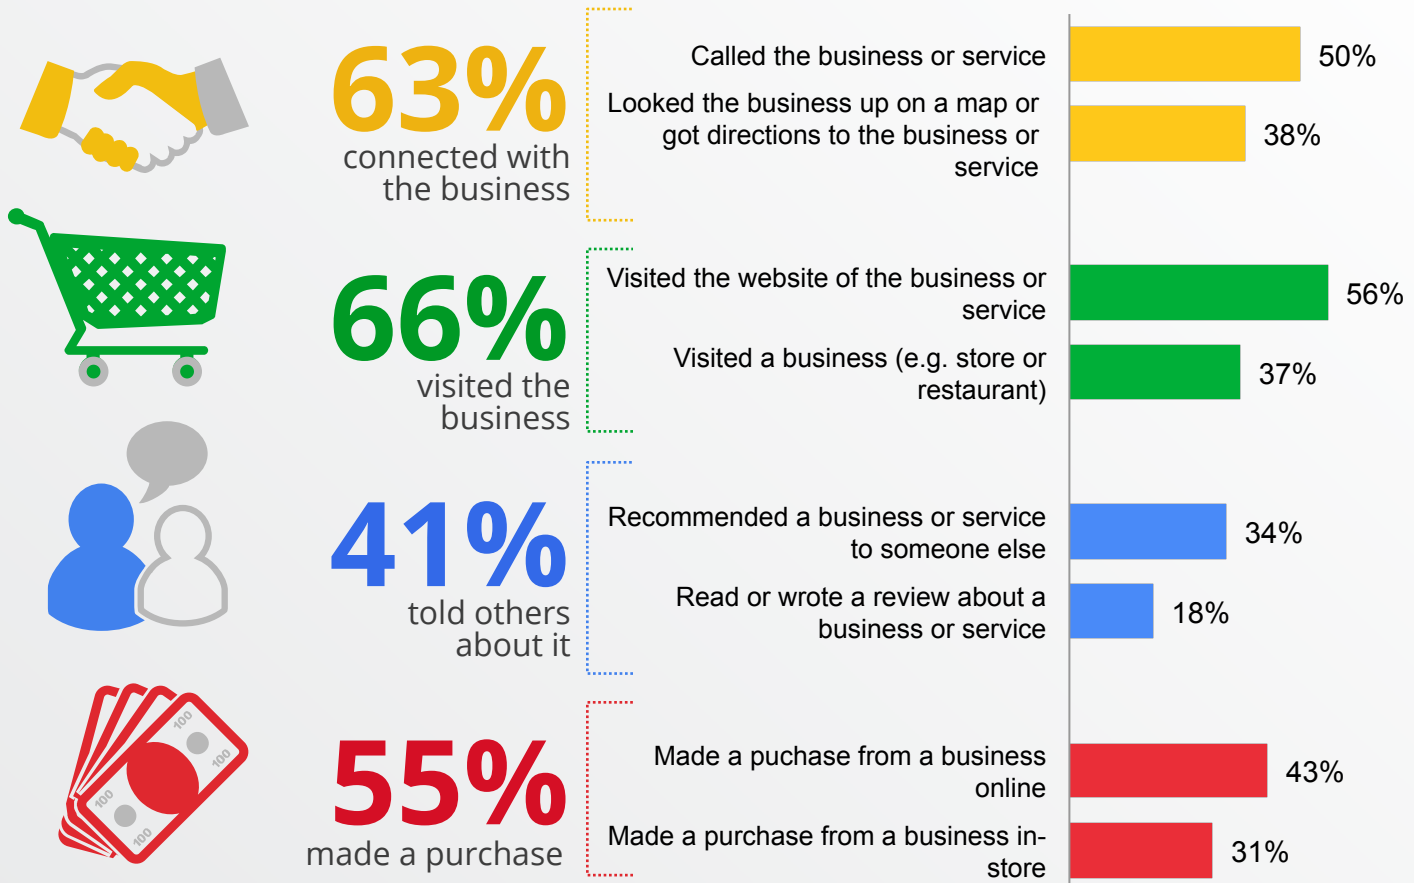 63%
connected with
the business
Called the business or service
50%
Looked the business up on a map or
got directions to the business or
service
38%
66%
visited the
business
Visited the website of the business or
service
56%
Visited a business (e.g. store or
restaurant)
37%
41%
told others
about it
Recommended a business or service
to someone else
34%
Read or wrote a review about a
business or service
18%
100
100
100
100
55%
made a purchase
Made a puchase from a business
online
43%
Made a purchase from a business in-
store
31%